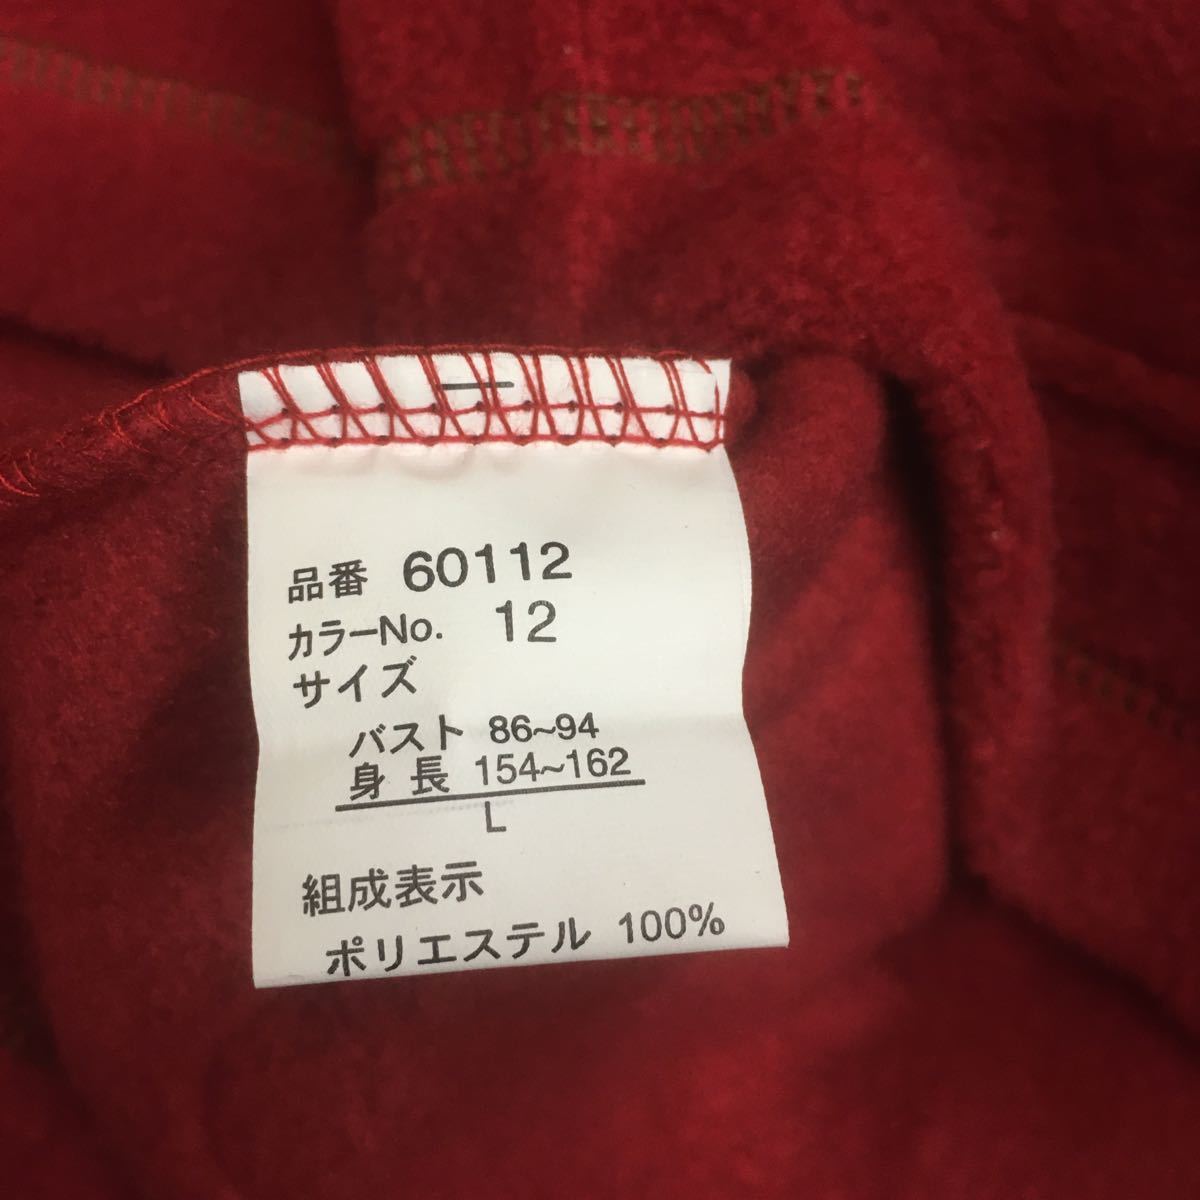 品番 60112
カラーNo. 12
サイズ
バスト 86~94
身長 154~162
L
組成表示
ポリエステル 100%